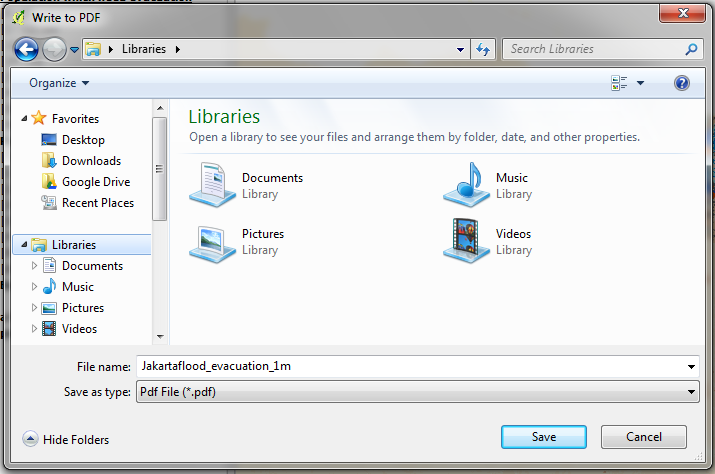 Write to PDF
Libraries
Search Libraries
Organize
Favorites
Desktop
Downloads
Google Drive
Recent Places
Libraries
Documents
Music
Pictures
Videos
Libraries
Open a library to see your files and arrange them by folder, date, and other properties.
Documents
Library
Music
Library
Pictures
Library
Videos
Library
File name: Jakartaflood_evacuation_1m
Save as type: Pdf File (*.pdf)
Hide Folders
Save
Cancel